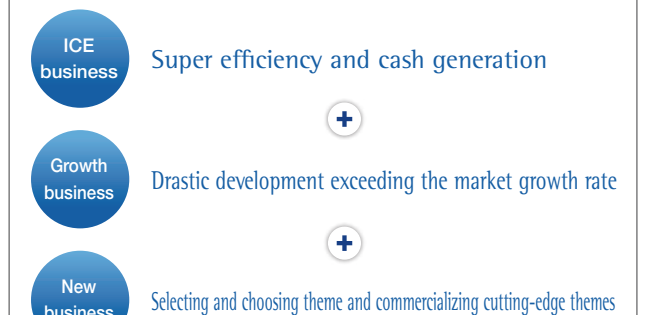 ICE
business
Super efficiency and cash generation
+
Growth
business
Drastic development exceeding the market growth rate
+
New
business
Selecting and choosing theme and commercializing cutting-edge themes